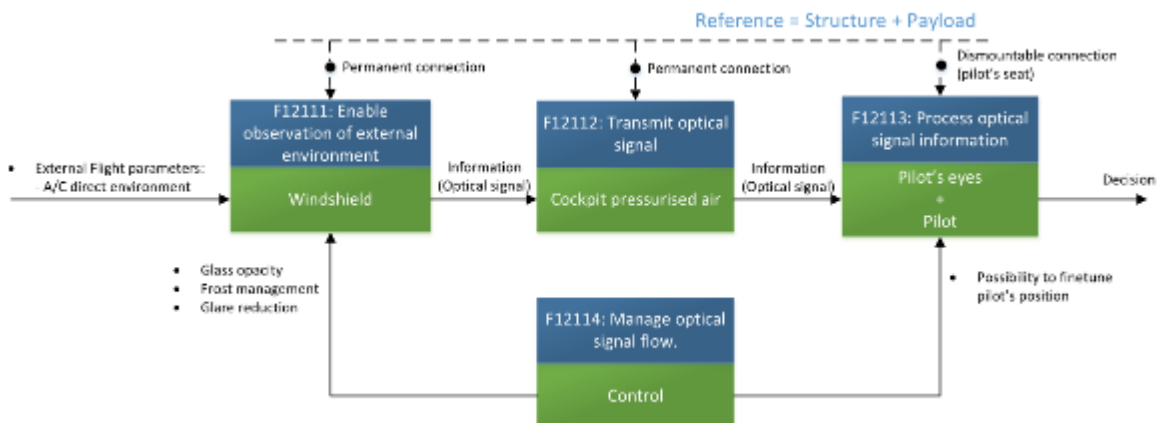 Reference = Structure + Payload
Permanent connection
Permanent connection
Dismountable connection
(pilot's seat)
F12111: Enable
observation of external
environment
Windshield
F12112: Transmit optical
signal
Cockpit pressurised air
F12113: Process optical
signal information
Pilot's eyes
+
Pilot
• External Flight parameters:
- A/C direct environment
Information
(Optical signal)
Information
(Optical signal)
Decision
• Glass opacity
• Frost management
• Glare reduction
• Possibility to finetune
pilot's position
F12114: Manage optical
signal flow.
Control